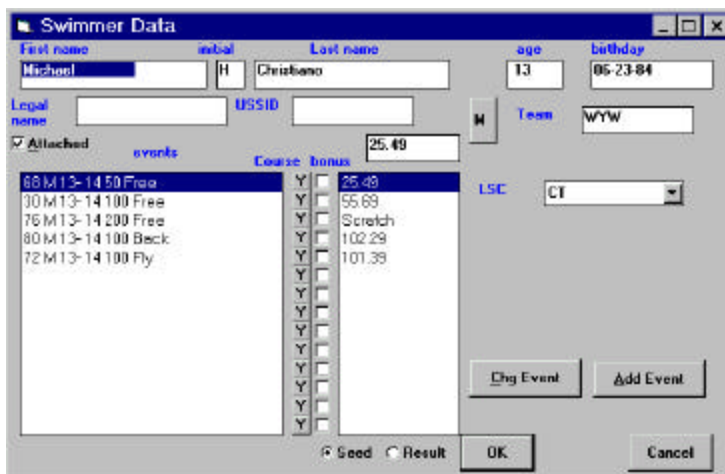 Swimmer Data
First name initial Last name age birthday
Michael H Christiano 13 06-23-84
Legal name USSID M Team WYW
Attached 25.49
events Course bonus
68 M 13-14 50 Free Y 25.49
30 M 13-14 100 Free Y 55.69
76 M 13-14 200 Free Y Scratch
80 M 13-14 100 Back Y 102.29
72 M 13-14 100 Fly Y 101.39
Y
Y
Y
Y
Y
Y
Y
Y
LSC CT
Chg Event Add Event
Seed Result OK Cancel